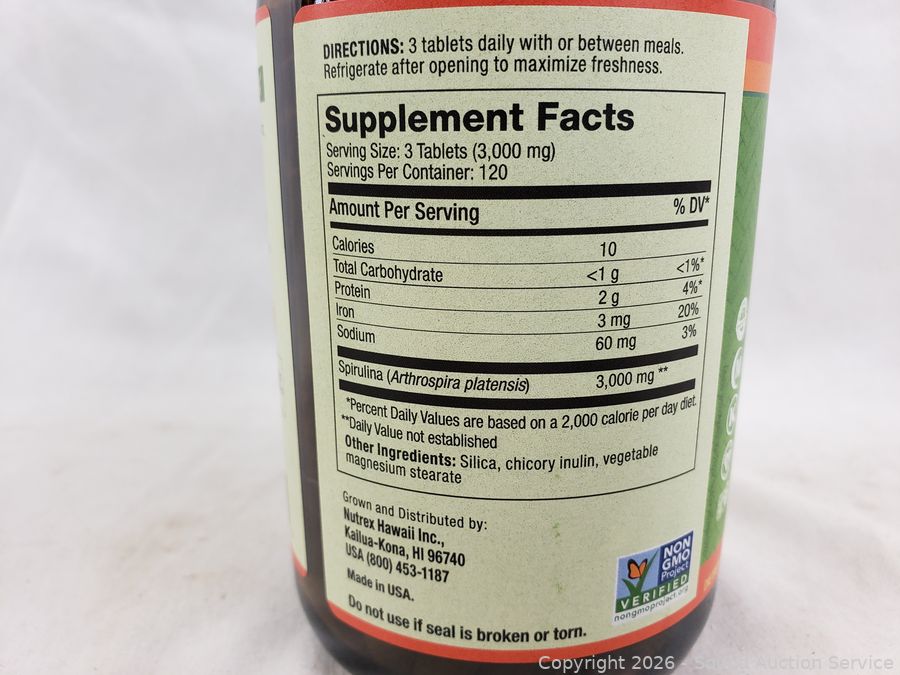 DIRECTIONS: 3 tablets daily with or between meals.
Refrigerate after opening to maximize freshness.
Supplement Facts
Serving Size: 3 Tablets (3,000 mg)
Servings Per Container: 120
Amount Per Serving % DV*
Calories 10
Total Carbohydrate <1 g <1%*
Protein 2 g 4%*
Iron 3 mg 20%
Sodium 60 mg 3%
Spirulina (Arthrospira platensis) 3,000 mg **
*Percent Daily Values are based on a 2,000 calorie per day diet.
**Daily Value not established
Other Ingredients: Silica, chicory inulin, vegetable
magnesium stearate
Grown and Distributed by:
Nutrex Hawaii Inc.,
Kailua-Kona, HI 96740
USA (800) 453-1187
Made in USA.
Do not use if seal is broken or torn.
NON
GMO
Project
VERIFIED
nongmoproject.org
Copyright 2026 - Auction Service